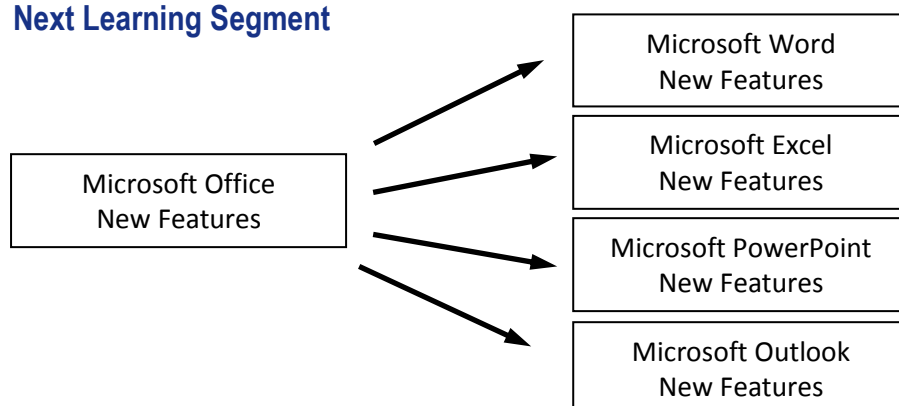 Next Learning Segment
Microsoft Word
New Features
Microsoft Excel
New Features
Microsoft Office
New Features
Microsoft PowerPoint
New Features
Microsoft Outlook
New Features